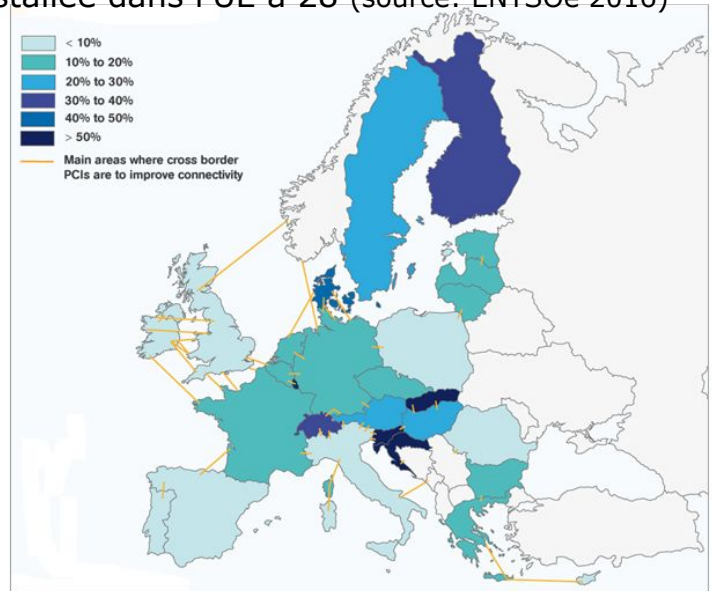 stallée dans l'UE à 28 (source: ENTSOe 2016)
< 10%
10% to 20%
20% to 30%
30% to 40%
40% to 50%
> 50%
Main areas where cross border
PCIs are to improve connectivity